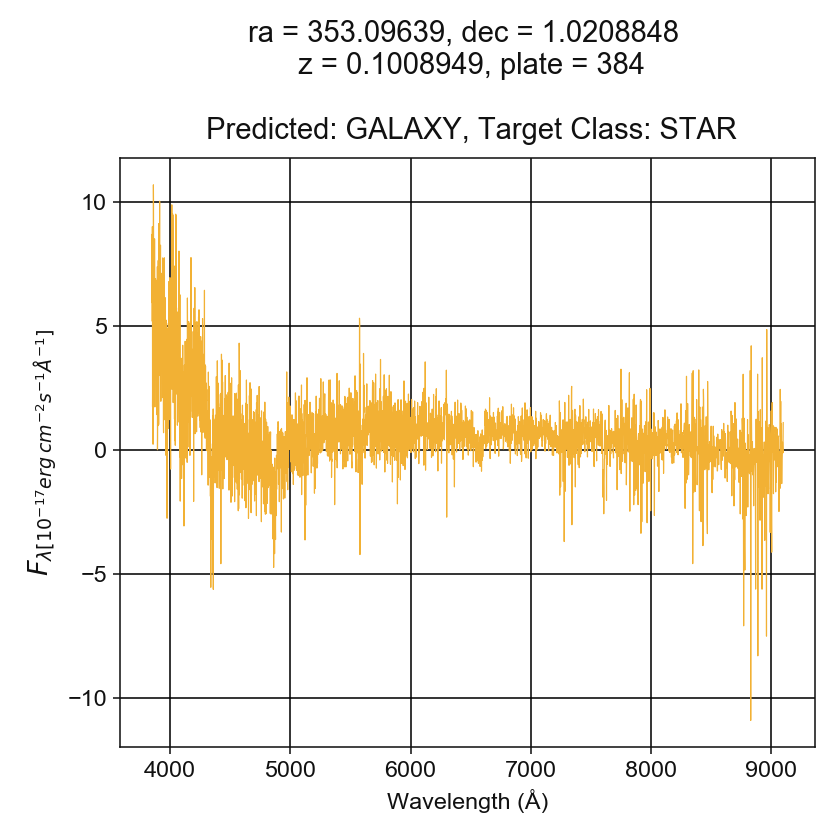 ra = 353.09639, dec = 1.0208848
z = 0.1008949, plate = 384
Predicted: GALAXY, Target Class: STAR
10
5
0
−5
−10
F_{λ[10^{−17} erg cm^{−2} s^{−1} Å^{−1}]}
4000 5000 6000 7000 8000 9000
Wavelength (Å)